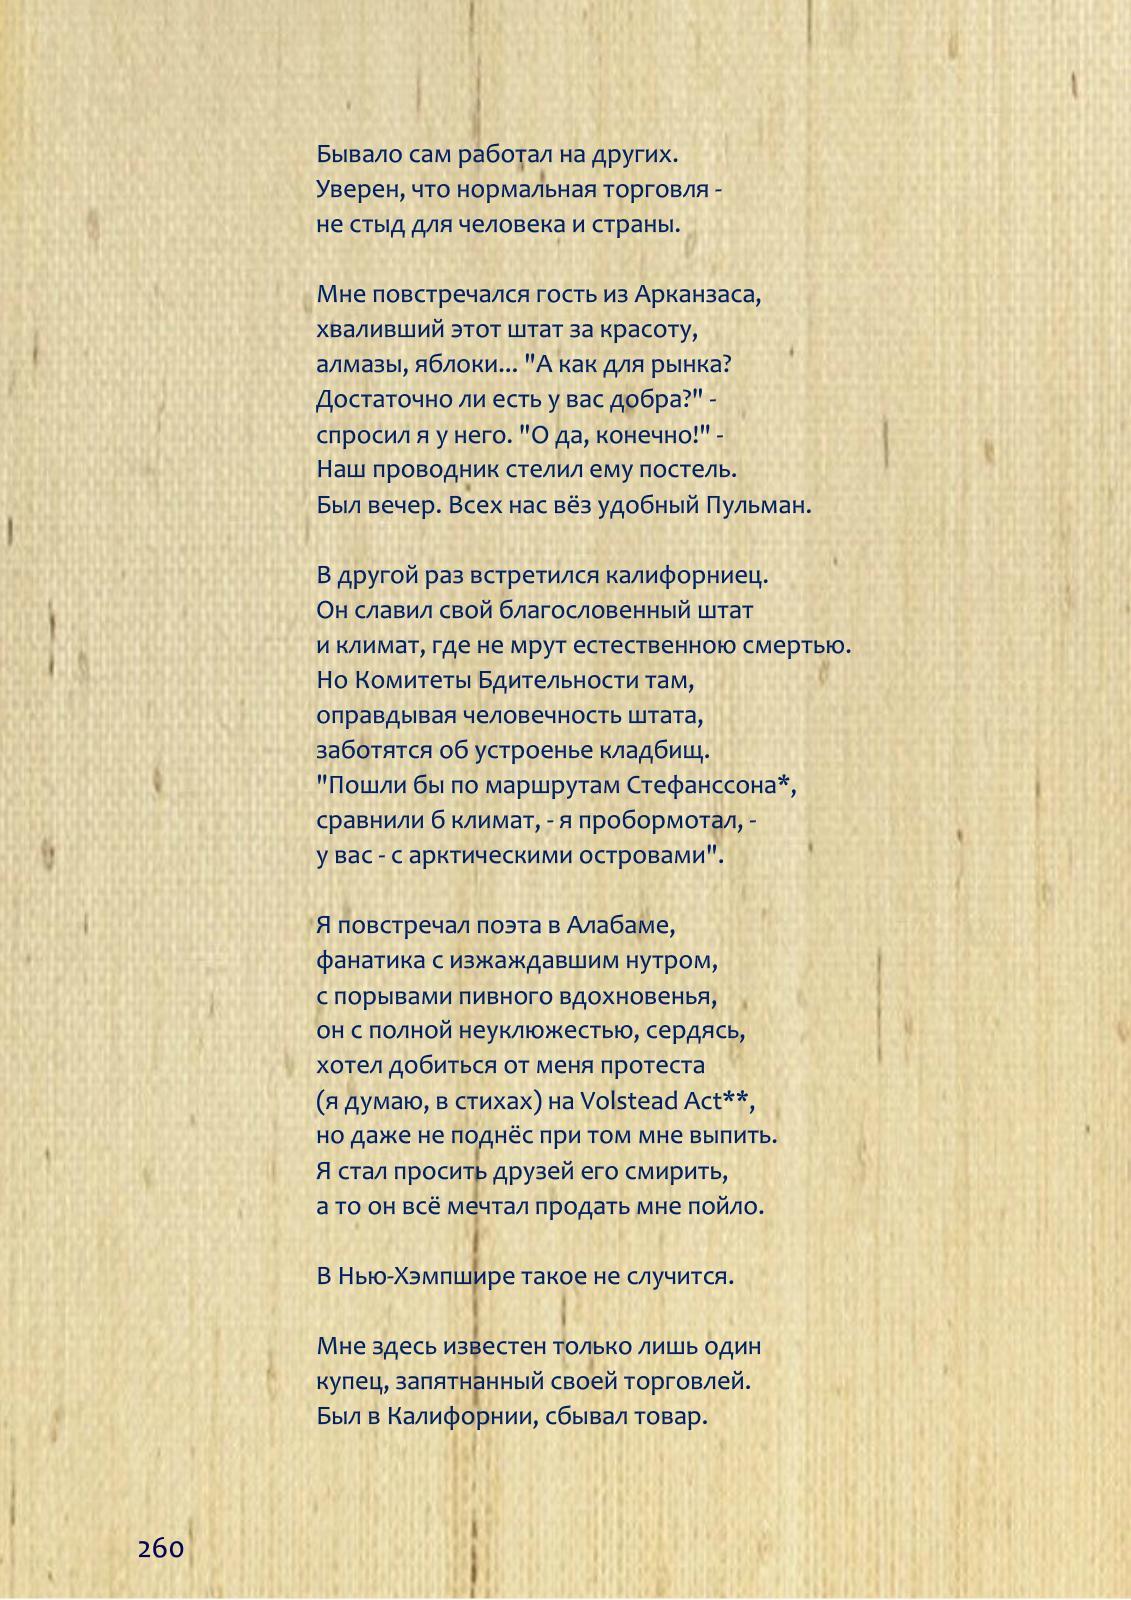 Бывало сам работал на других.
Уверен, что нормальная торговля -
не стыд для человека и страны.
Мне повстречался гость из Арканзаса,
хваливший этот штат за красоту,
алмазы, яблоки... "А как для рынка?
Достаточно ли есть у вас добра?" -
спросил я у него. "О да, конечно!" -
Наш проводник стелил ему постель.
Был вечер. Всех нас вёз удобный Пульман.
В другой раз встретился калифорниец.
Он славил свой благословенный штат
и климат, где не мрут естественною смертью.
Но Комитеты Бдительности там,
оправдывая человечность штата,
заботятся об устроенье кладбищ.
"Пошли бы по маршрутам Стефанссона*,
сравнили б климат, - я пробормотал, -
у вас - с арктическими островами".
Я повстречал поэта в Алабаме,
фанатика с изжаждавшим нутром,
с порывами пивного вдохновенья,
он с полной неуклюжестью, сердясь,
хотел добиться от меня протеста
(я думаю, в стихах) на Volstead Act**,
но даже не поднёс при том мне выпить.
Я стал просить друзей его смирить,
а то он всё мечтал продать мне пойло.
В Нью-Хэмпшире такое не случится.
Мне здесь известен только лишь один
купец, запятнанный своей торговлей.
Был в Калифорнии, сбывал товар.
260